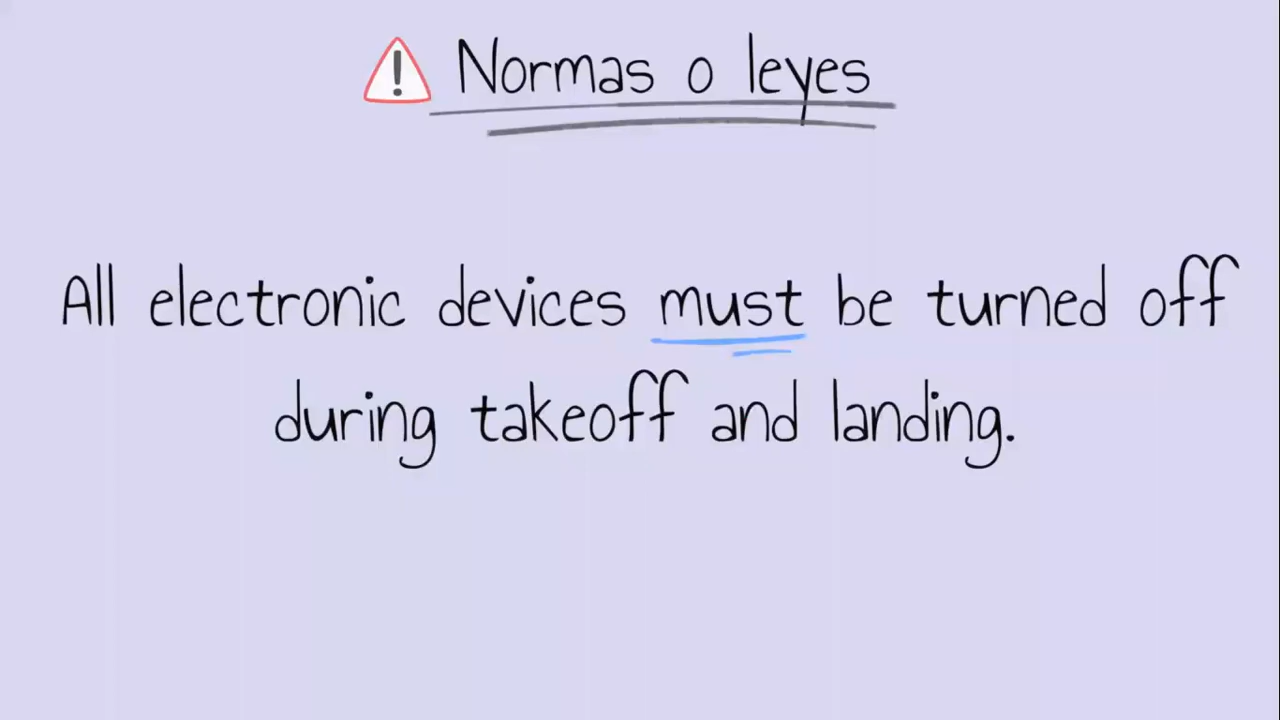 Normas o leyes
All electronic devices must be turned off
during takeoff and landing.